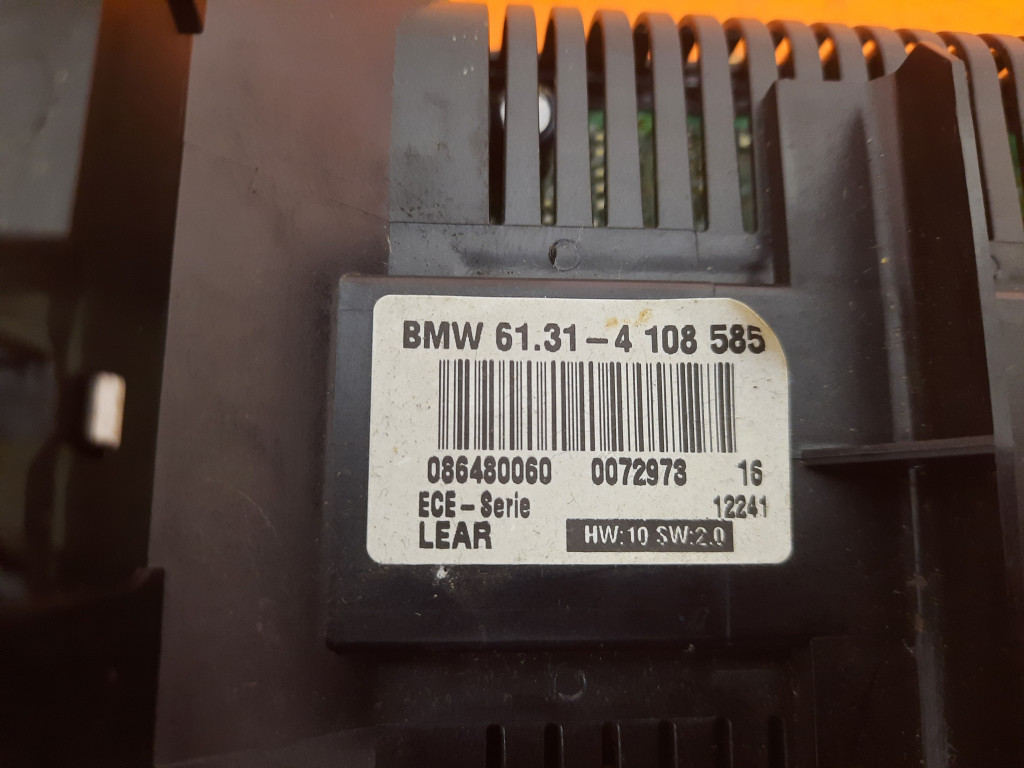 BMW 61.31-4 108 585
086480060 0072973 16
ECE-Serie 12241
LEAR HW:10 SW:2.0